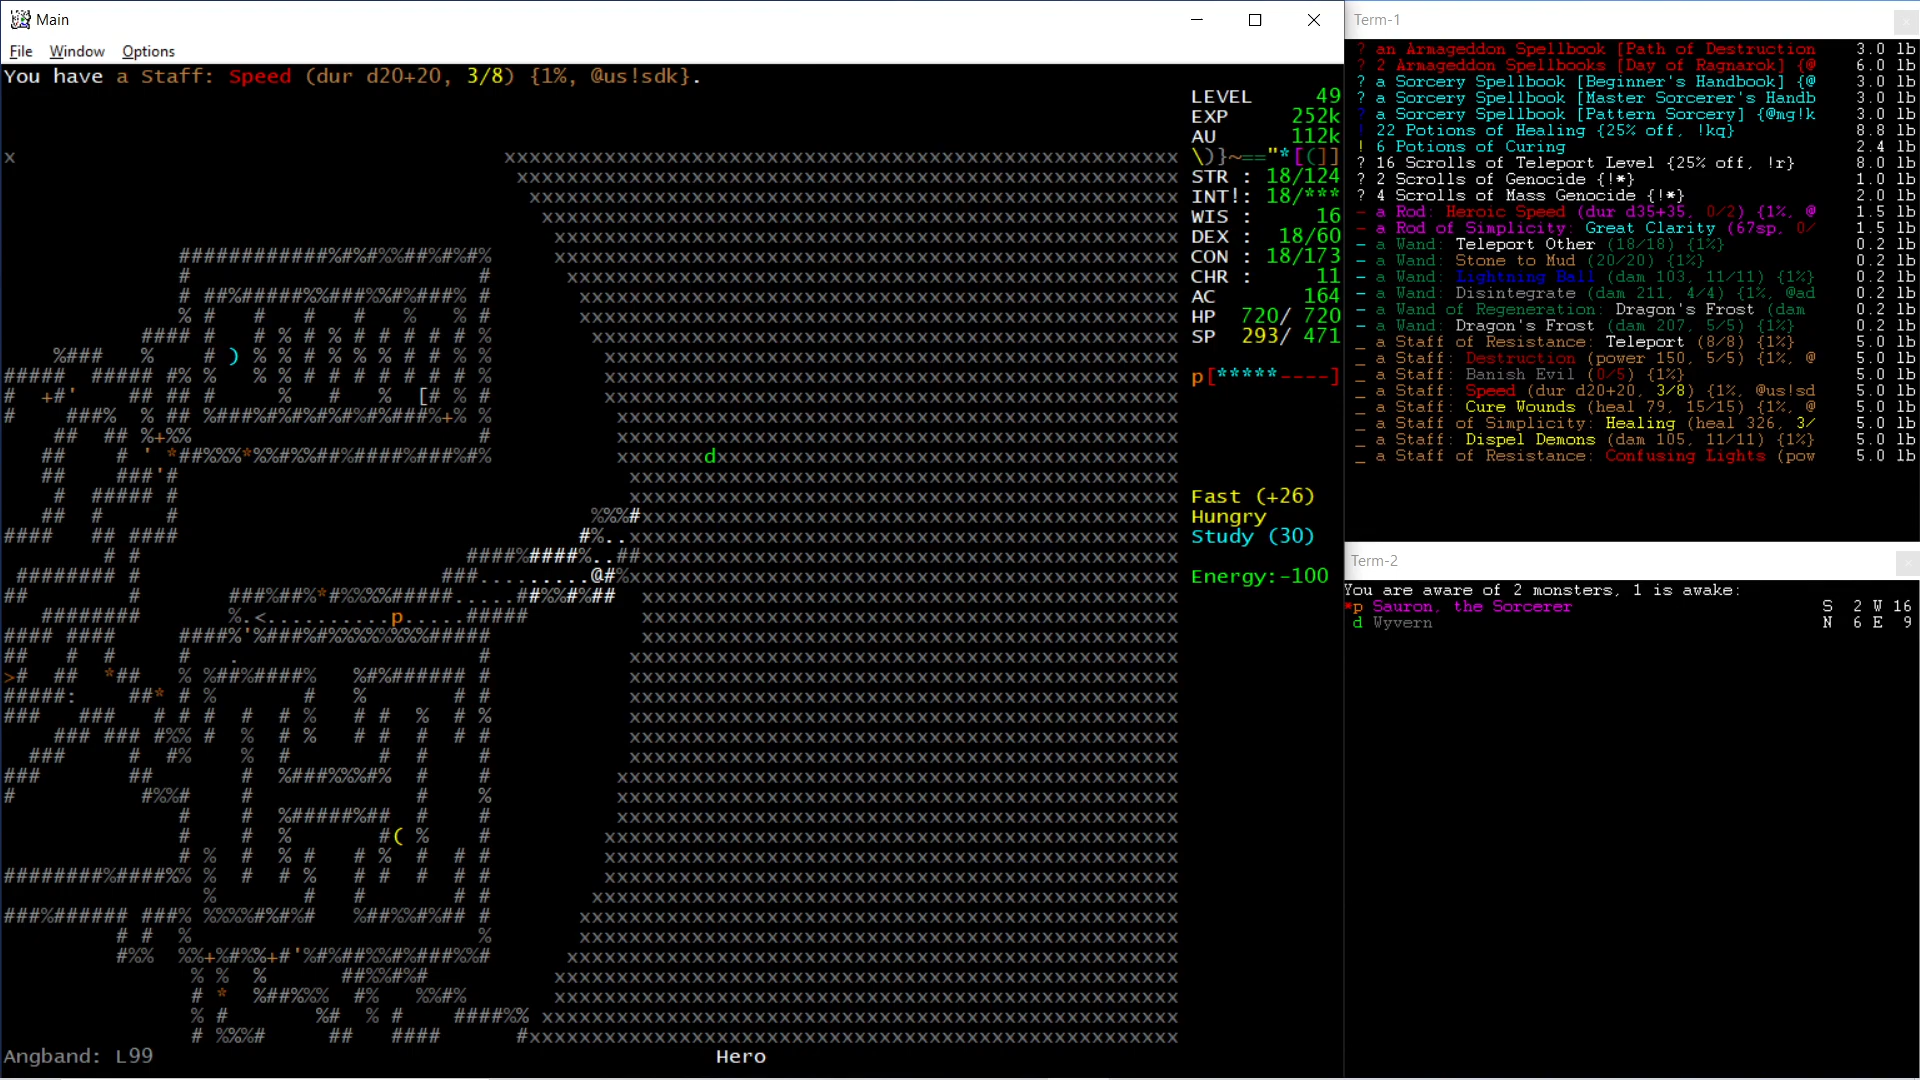 Main
File Window Options
You have a Staff: Speed (dur d20+20, 3/8) {1%, @us!sdk}.
LEVEL 49
EXP 252k
AU 112k
\)}~=="*[(]]
STR : 18/124
INT!: 18/***
WIS : 16
DEX : 18/60
CON : 18/173
CHR : 11
AC 164
HP 720/ 720
SP 293/ 471
p[*****----]
Fast (+26)
Hungry
Study (30)
Energy:-100
Angband: L99
Hero
Term-1
? an Armageddon Spellbook [Path of Destruction 3.0 lb
? 2 Armageddon Spellbooks [Day of Ragnarok] {@ 6.0 lb
? a Sorcery Spellbook [Beginner's Handbook] {@ 3.0 lb
? a Sorcery Spellbook [Master Sorcerer's Handb 3.0 lb
? a Sorcery Spellbook [Pattern Sorcery] {@mg!k 3.0 lb
! 22 Potions of Healing {25% off, !kq} 8.8 lb
! 6 Potions of Curing 2.4 lb
? 16 Scrolls of Teleport Level {25% off, !r} 8.0 lb
? 2 Scrolls of Genocide {!*} 1.0 lb
? 4 Scrolls of Mass Genocide {!*} 2.0 lb
- a Rod: Heroic Speed (dur d35+35, 0/2) {1%, @ 1.5 lb
- a Rod of Simplicity: Great Clarity (67sp, 0/ 1.5 lb
- a Wand: Teleport Other (18/18) {1%} 0.2 lb
- a Wand: Stone to Mud (20/20) {1%} 0.2 lb
- a Wand: Lightning Ball (dam 103, 11/11) {1%} 0.2 lb
- a Wand: Disintegrate (dam 211, 4/4) {1%, @ad 0.2 lb
- a Wand of Regeneration: Dragon's Frost (dam 0.2 lb
- a Wand: Dragon's Frost (dam 207, 5/5) {1%} 0.2 lb
_ a Staff of Resistance: Teleport (8/8) {1%} 5.0 lb
_ a Staff: Destruction (power 150, 5/5) {1%, @ 5.0 lb
_ a Staff: Banish Evil (0/5) {1%} 5.0 lb
_ a Staff: Speed (dur d20+20, 3/8) {1%, @us!sd 5.0 lb
_ a Staff: Cure Wounds (heal 79, 15/15) {1%, @ 5.0 lb
_ a Staff of Simplicity: Healing (heal 326, 3/ 5.0 lb
_ a Staff: Dispel Demons (dam 105, 11/11) {1%} 5.0 lb
_ a Staff of Resistance: Confusing Lights (pow 5.0 lb
Term-2
You are aware of 2 monsters, 1 is awake:
*p Sauron, the Sorcerer S 2 W 16
d Wyvern N 6 E 9